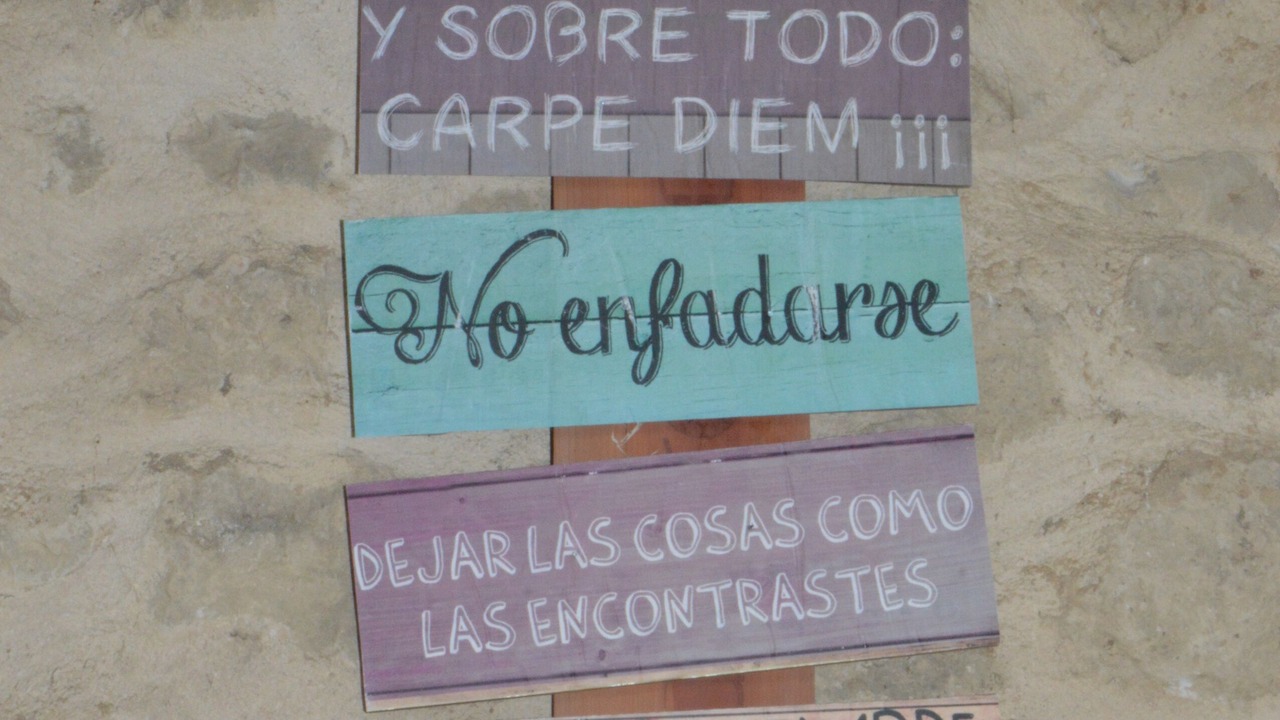 Y SOBRE TODO:
CARPE DIEM ¡¡¡
No enfadarse
DEJAR LAS COSAS COMO
LAS ENCONTRASTES